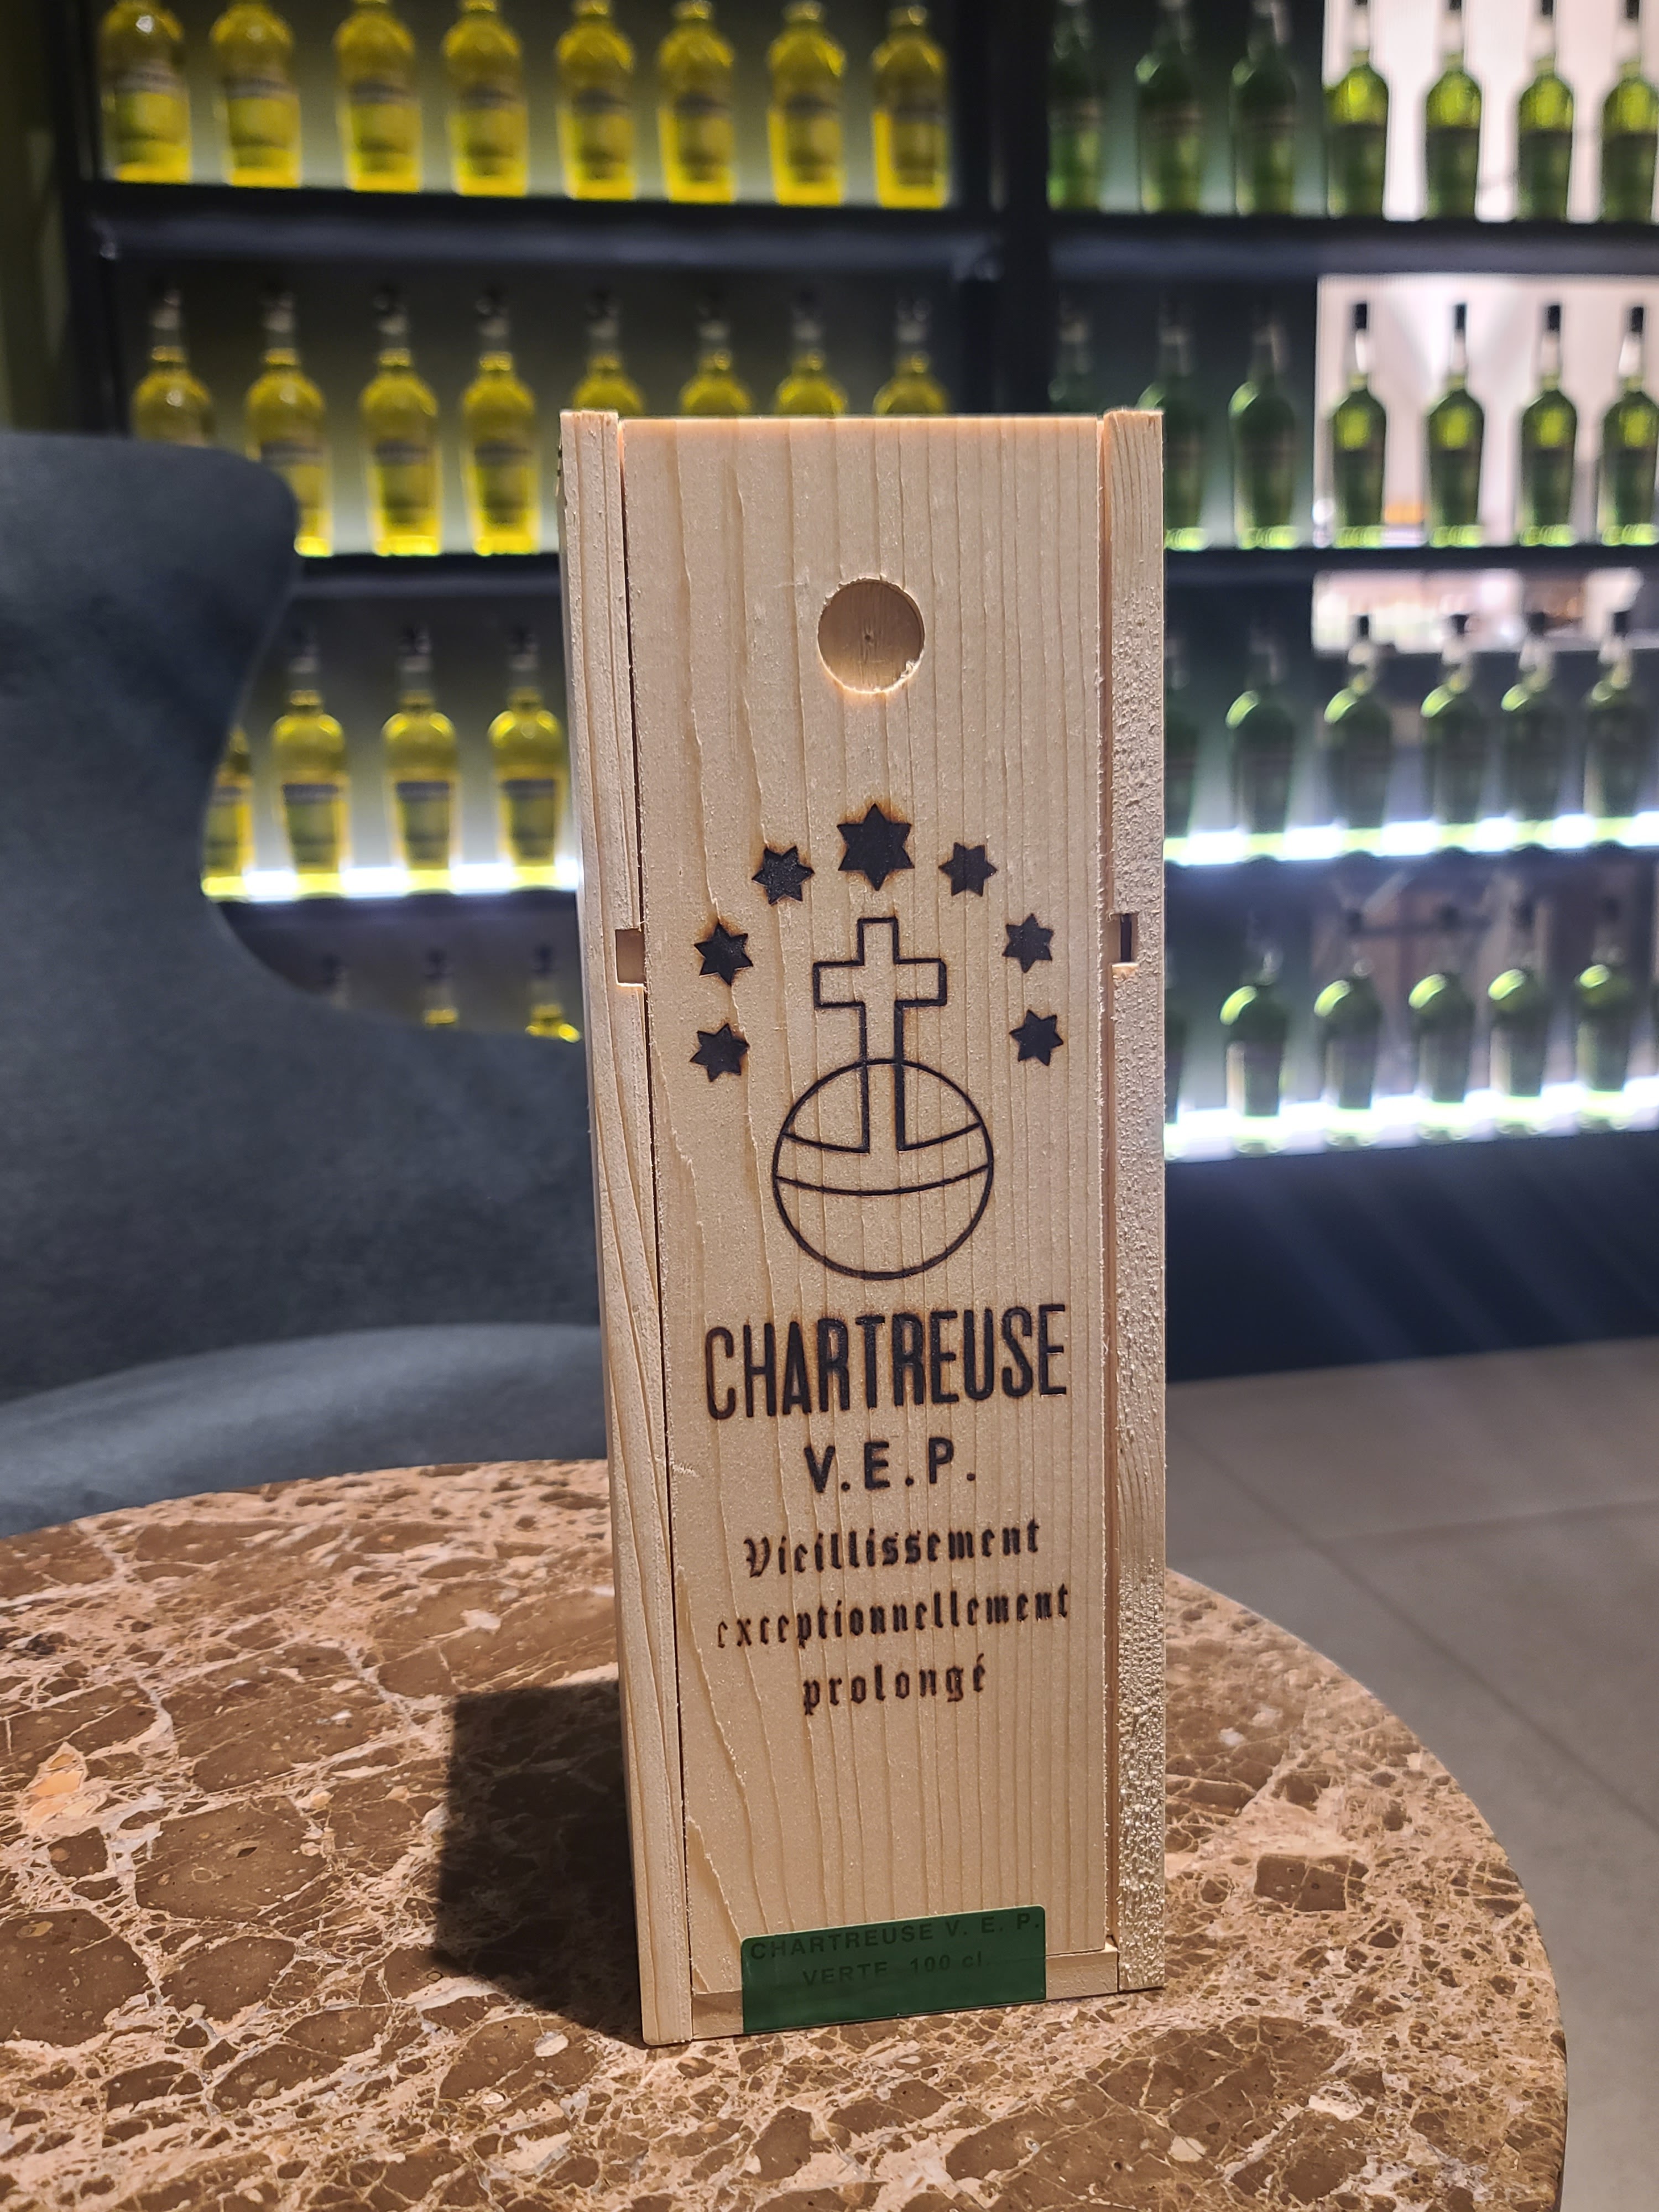 CHARTREUSE
V.E.P.
Vieillissement
exceptionnellement
prolongé
CHARTREUSE V. E. P.
VERTE 100 cl.